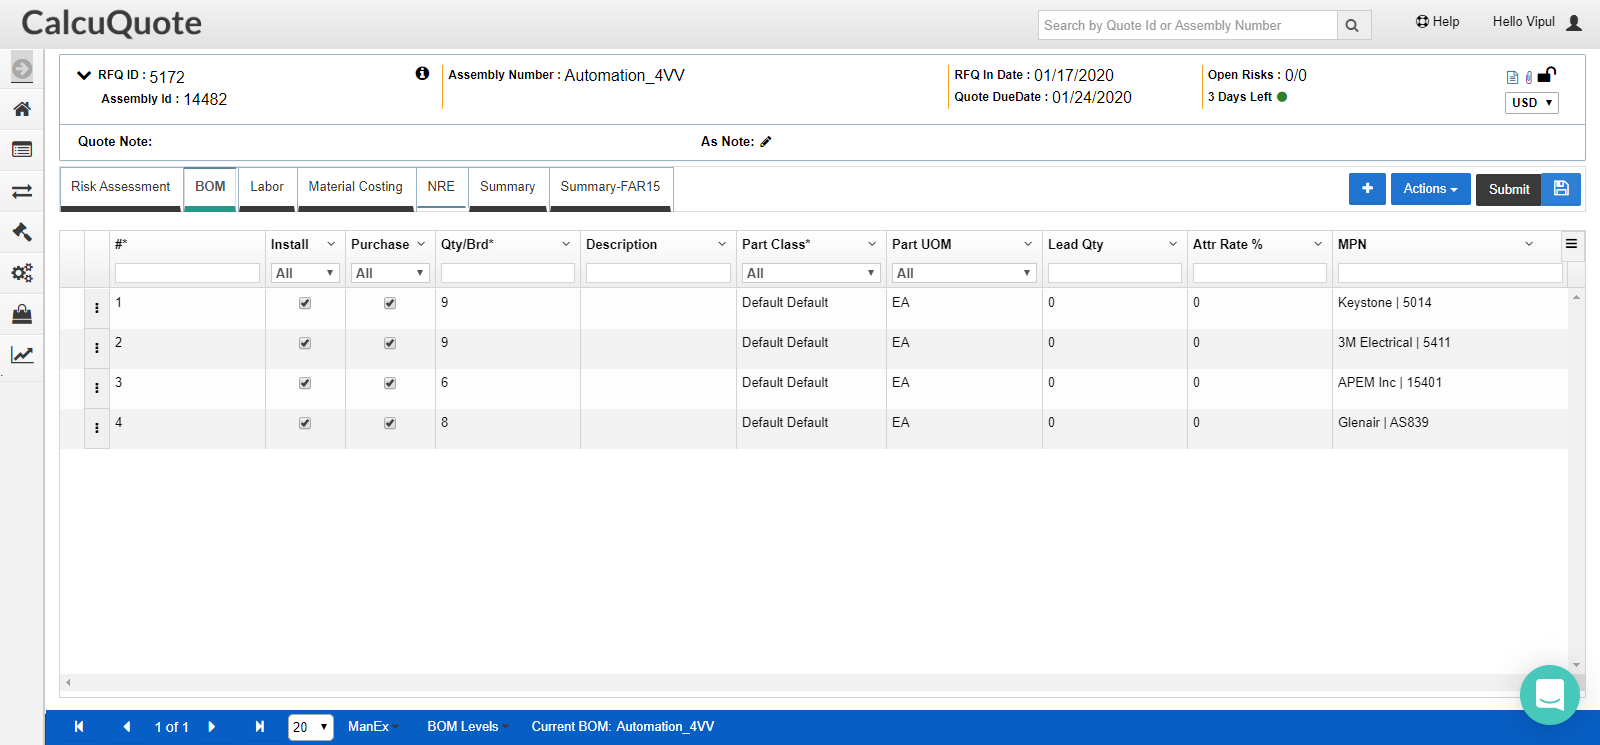 CalcuQuote
Search by Quote Id or Assembly Number
Help
Hello Vipul
RFQ ID : 5172
Assembly Id : 14482
Assembly Number : Automation_4VV
RFQ In Date : 01/17/2020
Quote DueDate : 01/24/2020
Open Risks : 0/0
3 Days Left
USD
Quote Note:
As Note:
Risk Assessment BOM Labor Material Costing NRE Summary Summary-FAR15
Actions
Submit
#* Install Purchase Qty/Brd* Description Part Class* Part UOM Lead Qty Attr Rate % MPN
All All All All
1 9 Default Default EA 0 0 Keystone | 5014
2 9 Default Default EA 0 0 3M Electrical | 5411
3 6 Default Default EA 0 0 APEM Inc | 15401
4 8 Default Default EA 0 0 Glenair | AS839
1 of 1 20 ManEx BOM Levels Current BOM: Automation_4VV